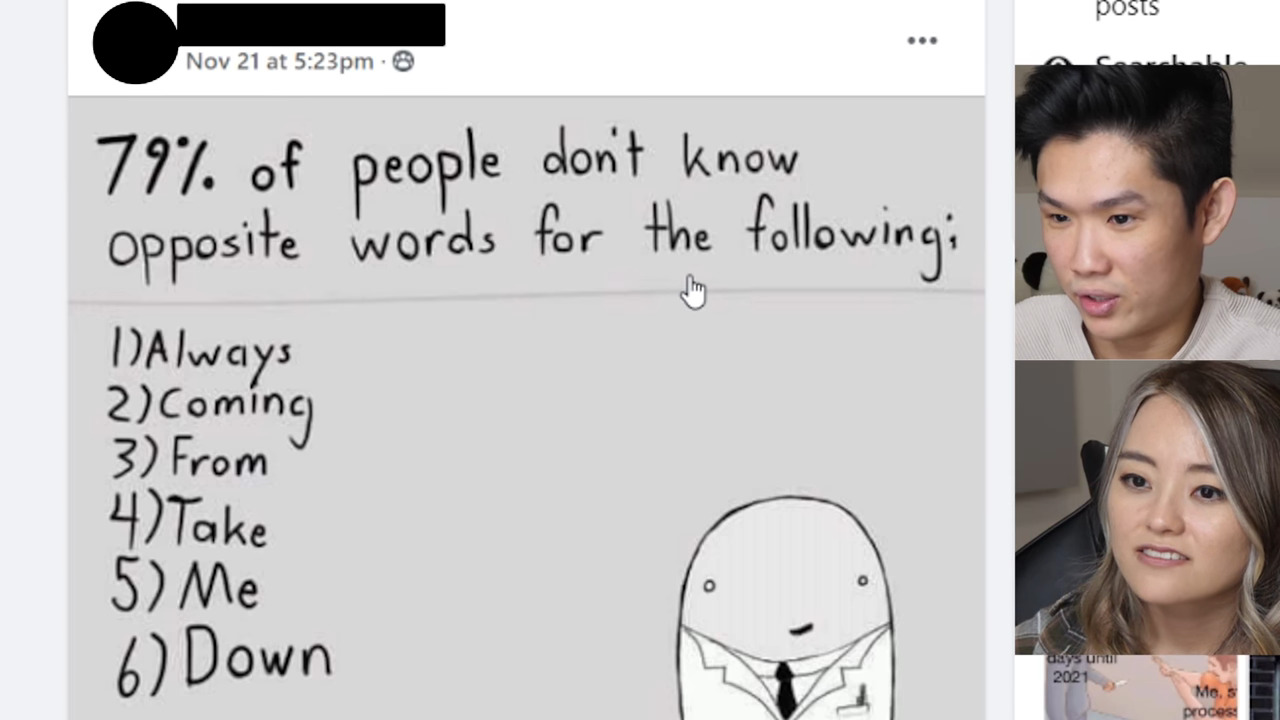 posts
Nov 21 at 5:23pm ·
Searchable
79% of people don't know
opposite words for the following:
1) Always
2) Coming
3) From
4) Take
5) Me
6) Down
days until
2021
Me, s
process